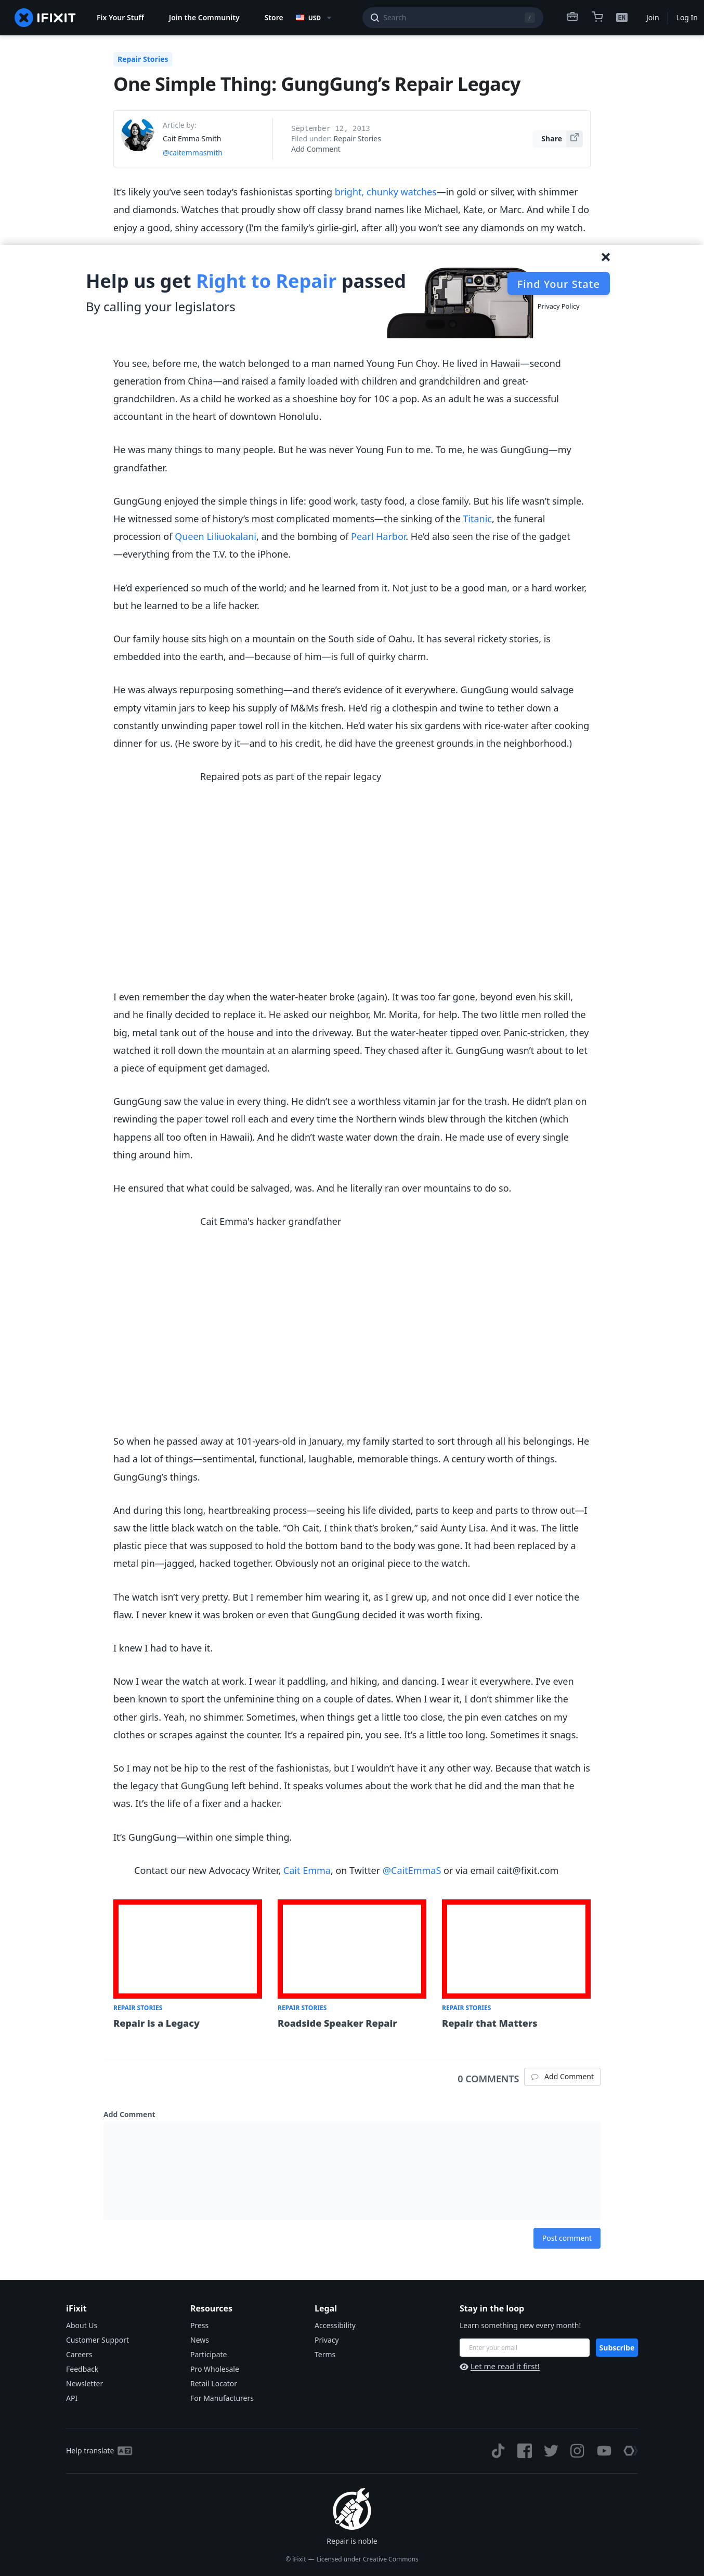 IFIXIT
Fix Your Stuff
Join the Community
Store
USD
Search
/
EN
Join
Log In
Repair Stories
One Simple Thing: GungGung’s Repair Legacy
Article by:
Cait Emma Smith
@caitemmasmith
September 12, 2013
Filed under: Repair Stories
Add Comment
Share
It’s likely you’ve seen today’s fashionistas sporting bright, chunky watches—in gold or silver, with shimmer
and diamonds. Watches that proudly show off classy brand names like Michael, Kate, or Marc. And while I do
enjoy a good, shiny accessory (I’m the family’s girlie-girl, after all) you won’t see any diamonds on my watch.
Help us get Right to Repair passed
By calling your legislators
Find Your State
Privacy Policy
You see, before me, the watch belonged to a man named Young Fun Choy. He lived in Hawaii—second
generation from China—and raised a family loaded with children and grandchildren and great-
grandchildren. As a child he worked as a shoeshine boy for 10¢ a pop. As an adult he was a successful
accountant in the heart of downtown Honolulu.
He was many things to many people. But he was never Young Fun to me. To me, he was GungGung—my
grandfather.
GungGung enjoyed the simple things in life: good work, tasty food, a close family. But his life wasn’t simple.
He witnessed some of history’s most complicated moments—the sinking of the Titanic, the funeral
procession of Queen Liliuokalani, and the bombing of Pearl Harbor. He’d also seen the rise of the gadget
—everything from the T.V. to the iPhone.
He’d experienced so much of the world; and he learned from it. Not just to be a good man, or a hard worker,
but he learned to be a life hacker.
Our family house sits high on a mountain on the South side of Oahu. It has several rickety stories, is
embedded into the earth, and—because of him—is full of quirky charm.
He was always repurposing something—and there’s evidence of it everywhere. GungGung would salvage
empty vitamin jars to keep his supply of M&Ms fresh. He’d rig a clothespin and twine to tether down a
constantly unwinding paper towel roll in the kitchen. He’d water his six gardens with rice-water after cooking
dinner for us. (He swore by it—and to his credit, he did have the greenest grounds in the neighborhood.)
Repaired pots as part of the repair legacy
I even remember the day when the water-heater broke (again). It was too far gone, beyond even his skill,
and he finally decided to replace it. He asked our neighbor, Mr. Morita, for help. The two little men rolled the
big, metal tank out of the house and into the driveway. But the water-heater tipped over. Panic-stricken, they
watched it roll down the mountain at an alarming speed. They chased after it. GungGung wasn’t about to let
a piece of equipment get damaged.
GungGung saw the value in every thing. He didn’t see a worthless vitamin jar for the trash. He didn’t plan on
rewinding the paper towel roll each and every time the Northern winds blew through the kitchen (which
happens all too often in Hawaii). And he didn’t waste water down the drain. He made use of every single
thing around him.
He ensured that what could be salvaged, was. And he literally ran over mountains to do so.
Cait Emma's hacker grandfather
So when he passed away at 101-years-old in January, my family started to sort through all his belongings. He
had a lot of things—sentimental, functional, laughable, memorable things. A century worth of things.
GungGung’s things.
And during this long, heartbreaking process—seeing his life divided, parts to keep and parts to throw out—I
saw the little black watch on the table. “Oh Cait, I think that’s broken,” said Aunty Lisa. And it was. The little
plastic piece that was supposed to hold the bottom band to the body was gone. It had been replaced by a
metal pin—jagged, hacked together. Obviously not an original piece to the watch.
The watch isn’t very pretty. But I remember him wearing it, as I grew up, and not once did I ever notice the
flaw. I never knew it was broken or even that GungGung decided it was worth fixing.
I knew I had to have it.
Now I wear the watch at work. I wear it paddling, and hiking, and dancing. I wear it everywhere. I’ve even
been known to sport the unfeminine thing on a couple of dates. When I wear it, I don’t shimmer like the
other girls. Yeah, no shimmer. Sometimes, when things get a little too close, the pin even catches on my
clothes or scrapes against the counter. It’s a repaired pin, you see. It’s a little too long. Sometimes it snags.
So I may not be hip to the rest of the fashionistas, but I wouldn’t have it any other way. Because that watch is
the legacy that GungGung left behind. It speaks volumes about the work that he did and the man that he
was. It’s the life of a fixer and a hacker.
It’s GungGung—within one simple thing.
Contact our new Advocacy Writer, Cait Emma, on Twitter @CaitEmmaS or via email cait@fixit.com
REPAIR STORIES
Repair is a Legacy
REPAIR STORIES
Roadside Speaker Repair
REPAIR STORIES
Repair that Matters
0 COMMENTS
Add Comment
Add Comment
Post comment
iFixit
About Us
Customer Support
Careers
Feedback
Newsletter
API
Resources
Press
News
Participate
Pro Wholesale
Retail Locator
For Manufacturers
Legal
Accessibility
Privacy
Terms
Stay in the loop
Learn something new every month!
Enter your email
Subscribe
Let me read it first!
Help translate
Repair is noble
© iFixit — Licensed under Creative Commons